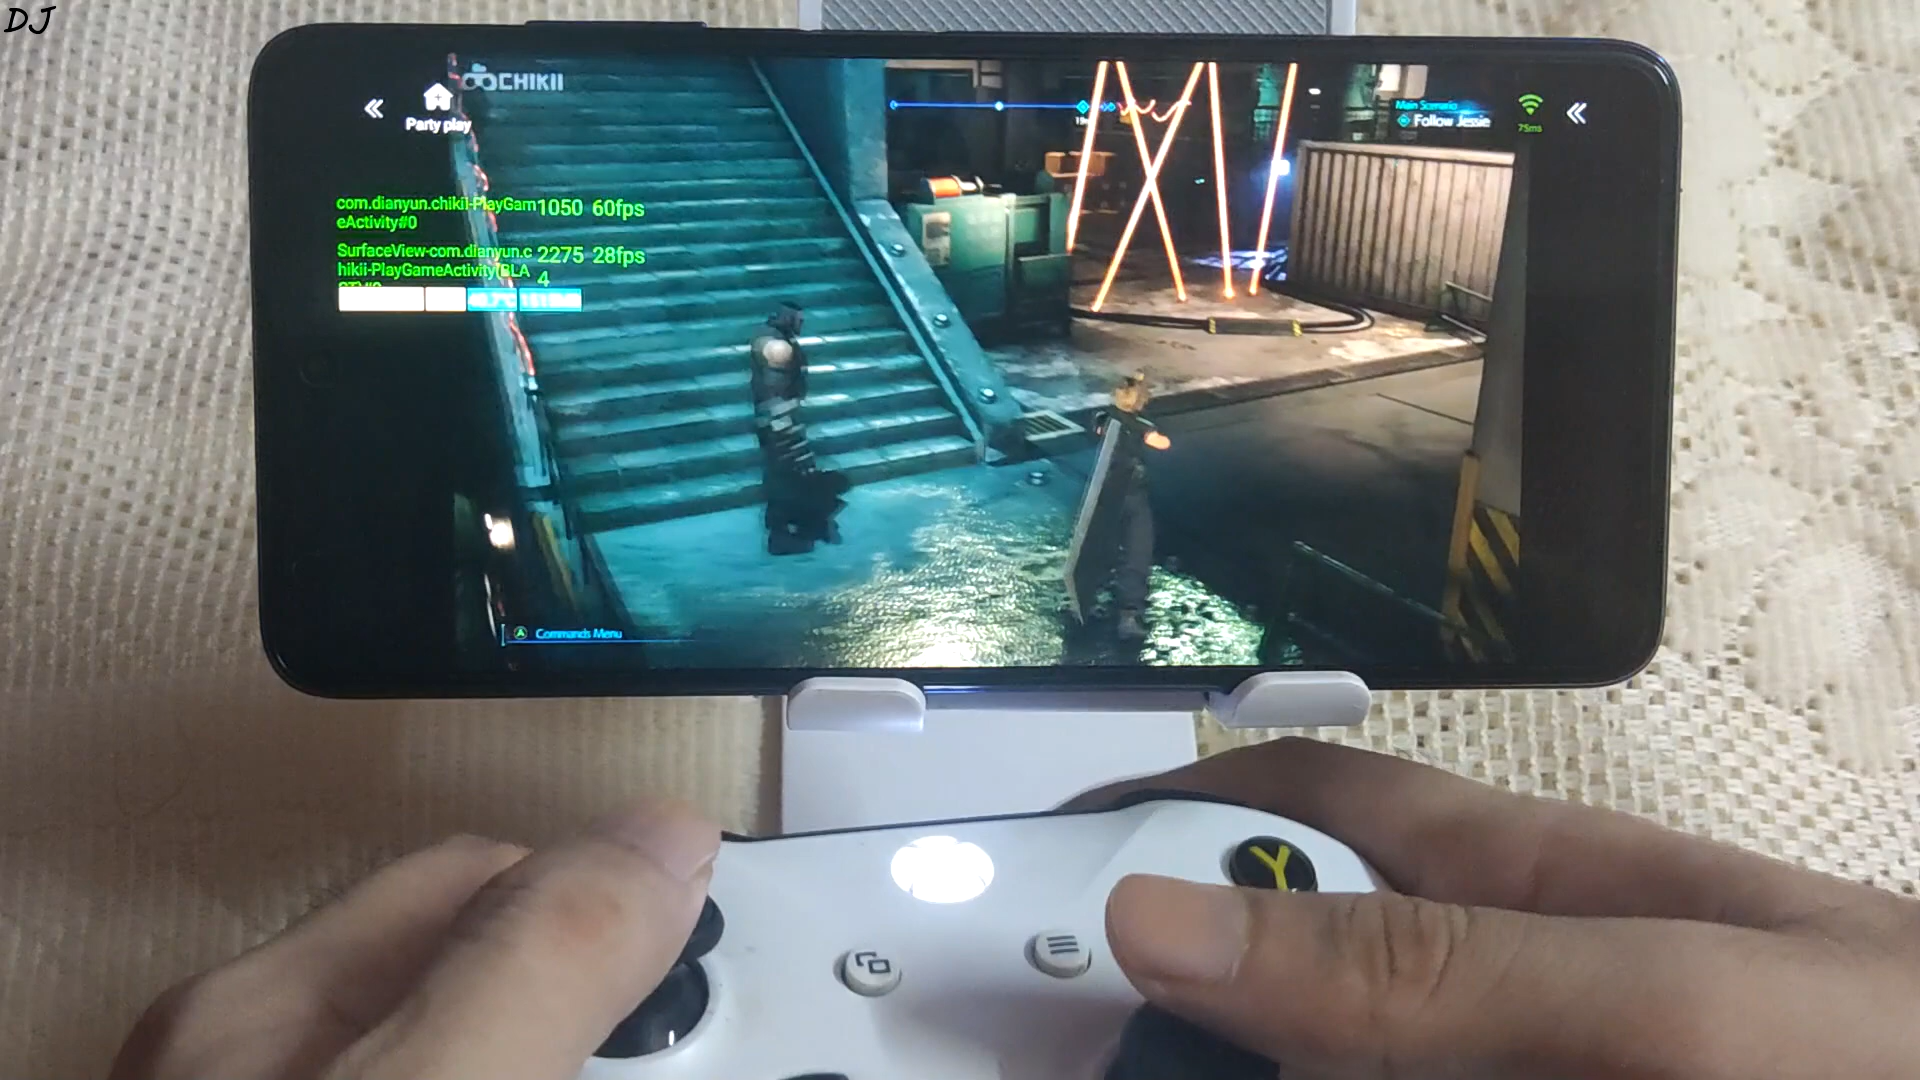 DJ
CHIKII
Party play
Main Scenario
Follow Jessie
75ms
com.dianyun.chikii-PlayGam 1050 60fps
eActivity#0
SurfaceView-com.dianyun.c 2275 28fps
hikii-PlayGameActivity(BLA 4
A Commands Menu
Y